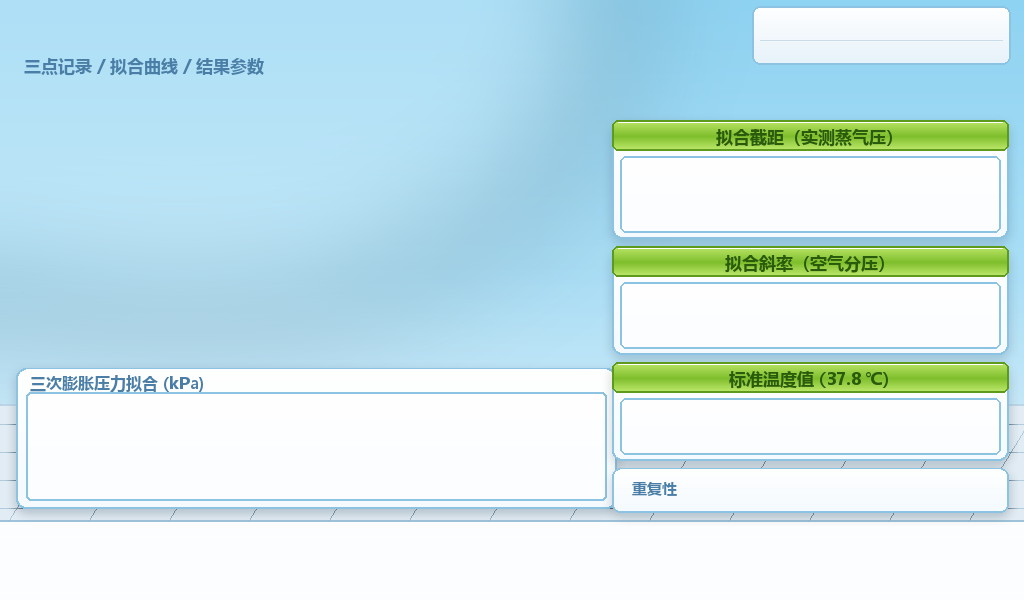 三点记录 / 拟合曲线 / 结果参数
拟合截距（实测蒸气压）
拟合斜率（空气分压）
三次膨胀压力拟合 (kPa)
标准温度值 (37.8 ℃)
重复性